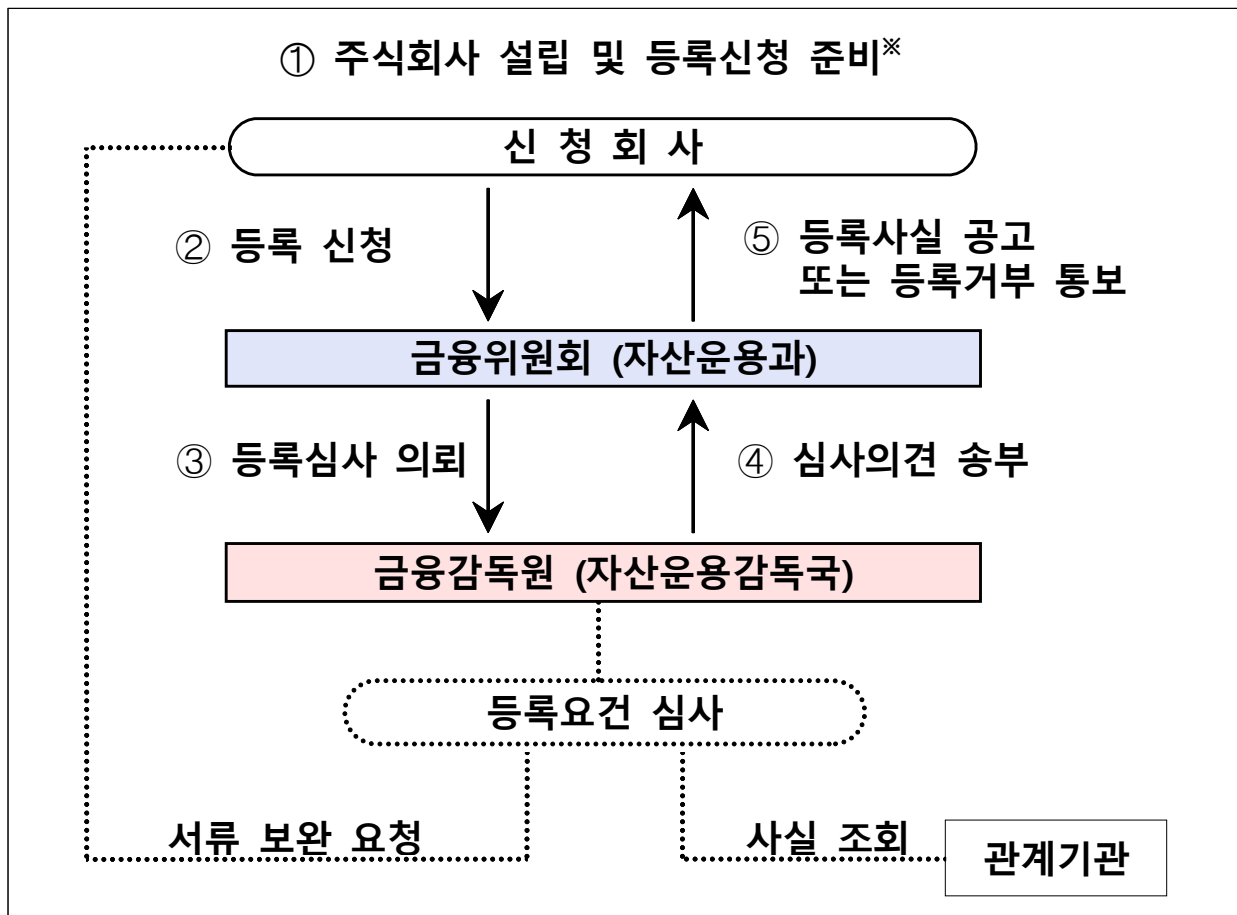 ① 주식회사 설립 및 등록신청 준비※
신 청 회 사
② 등록 신청
⑤ 등록사실 공고
또는 등록거부 통보
금융위원회 (자산운용과)
③ 등록심사 의뢰
④ 심사의견 송부
금융감독원 (자산운용감독국)
등록요건 심사
서류 보완 요청
사실 조회
관계기관